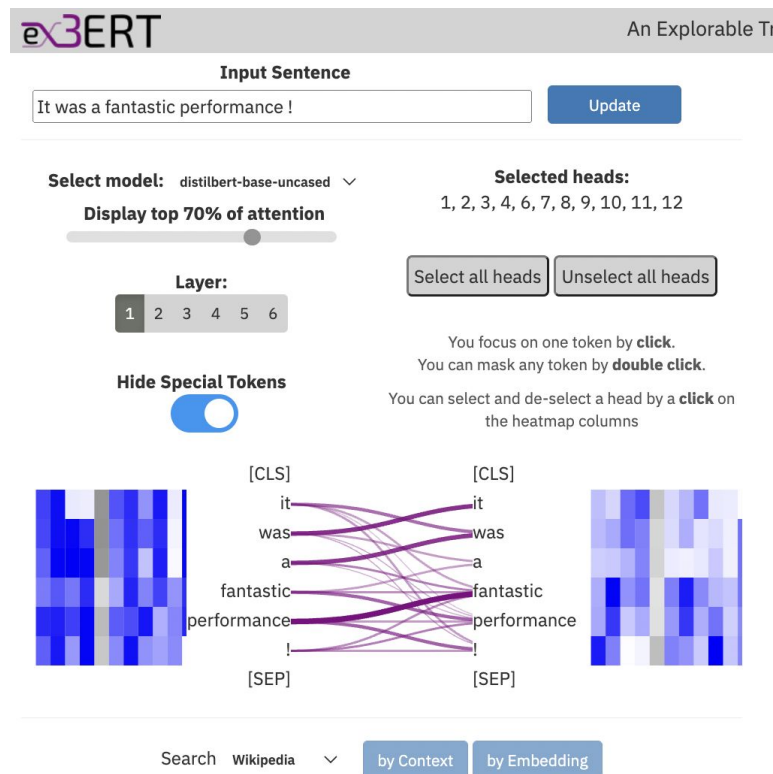 exBERT
An Explorable Tr
Input Sentence
It was a fantastic performance !
Update
Select model: distilbert-base-uncased
Display top 70% of attention
Layer:
1 2 3 4 5 6
Hide Special Tokens
Selected heads:
1, 2, 3, 4, 6, 7, 8, 9, 10, 11, 12
Select all heads Unselect all heads
You focus on one token by click.
You can mask any token by double click.
You can select and de-select a head by a click on
the heatmap columns
[CLS] [CLS]
it it
was was
a a
fantastic fantastic
performance performance
! !
[SEP] [SEP]
Search Wikipedia by Context by Embedding